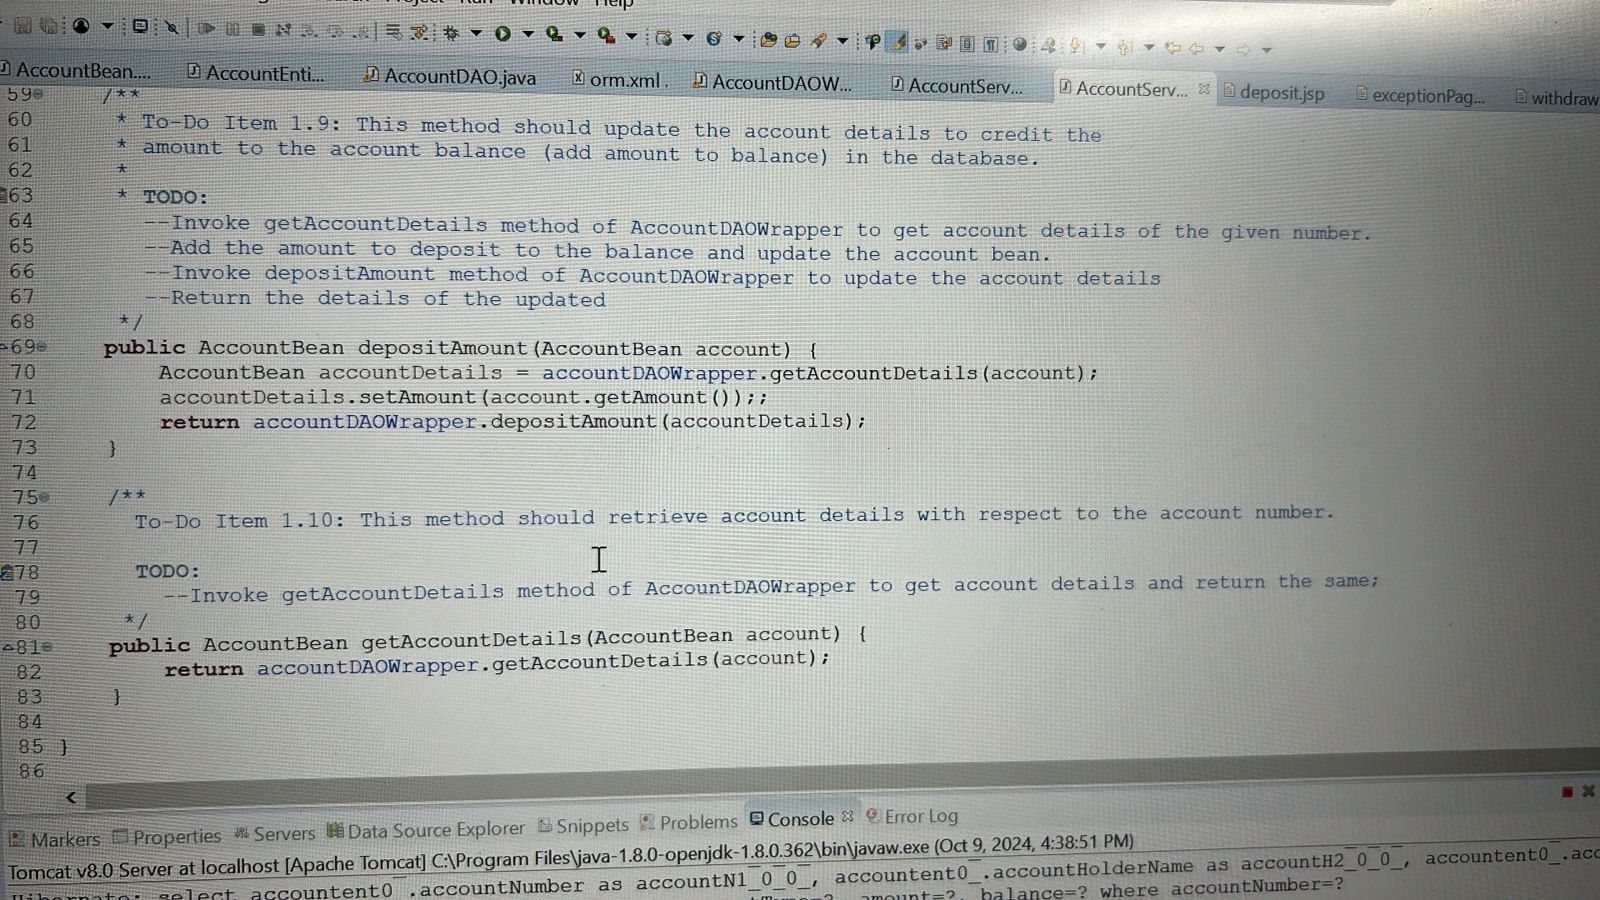 Run Window Help
AccountBean.... AccountEnti... AccountDAO.java orm.xml AccountDAOW... AccountServ... AccountServ... deposit.jsp exceptionPag... withdraw
59 /**
60 * To-Do Item 1.9: This method should update the account details to credit the
61 * amount to the account balance (add amount to balance) in the database.
62 *
63 * TODO:
64 --Invoke getAccountDetails method of AccountDAOWrapper to get account details of the given number.
65 --Add the amount to deposit to the balance and update the account bean.
66 --Invoke depositAmount method of AccountDAOWrapper to update the account details
67 --Return the details of the updated
68 */
69 public AccountBean depositAmount(AccountBean account) {
70 AccountBean accountDetails = accountDAOWrapper.getAccountDetails(account);
71 accountDetails.setAmount(account.getAmount());;
72 return accountDAOWrapper.depositAmount(accountDetails);
73 }
74
75 /**
76 To-Do Item 1.10: This method should retrieve account details with respect to the account number.
77
78 TODO:
79 --Invoke getAccountDetails method of AccountDAOWrapper to get account details and return the same;
80 */
81 public AccountBean getAccountDetails(AccountBean account) {
82 return accountDAOWrapper.getAccountDetails(account);
83 }
84
85 }
86
Markers Properties Servers Data Source Explorer Snippets Problems Console Error Log
Tomcat v8.0 Server at localhost [Apache Tomcat] C:\Program Files\java-1.8.0-openjdk-1.8.0.362\bin\javaw.exe (Oct 9, 2024, 4:38:51 PM)
Hibernate: select accountent0_.accountNumber as accountN1_0_0_, accountent0_.accountHolderName as accountH2_0_0_, accountent0_.acc
amount=?, balance=? where accountNumber=?